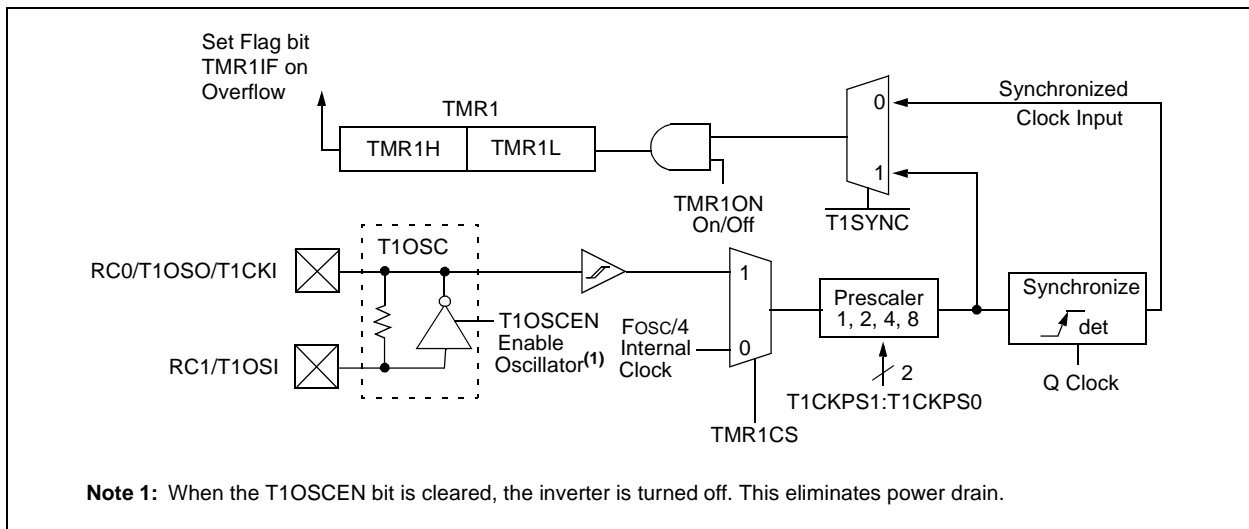 Set Flag bit
TMR1IF on
Overflow
TMR1
TMR1H
TMR1L
TMR1ON
On/Off
0
1
T1SYNC
Synchronized
Clock Input
T1OSC
RC0/T1OSO/T1CKI
RC1/T1OSI
T1OSCEN
Enable
Oscillator(1)
FOSC/4
Internal
Clock
1
0
TMR1CS
Prescaler
1, 2, 4, 8
2
T1CKPS1:T1CKPS0
Synchronize
det
Q Clock
Note 1: When the T1OSCEN bit is cleared, the inverter is turned off. This eliminates power drain.